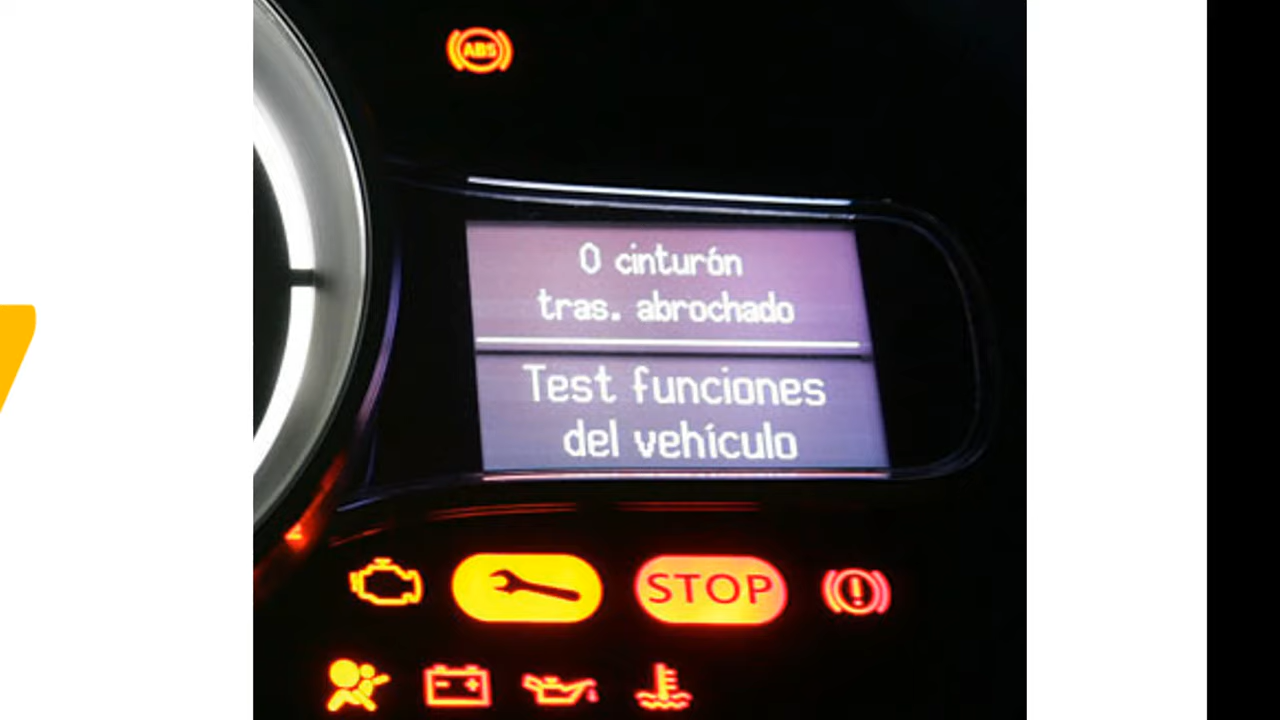 ABS
0 cinturón
tras. abrochado
Test funciones
del vehículo
STOP